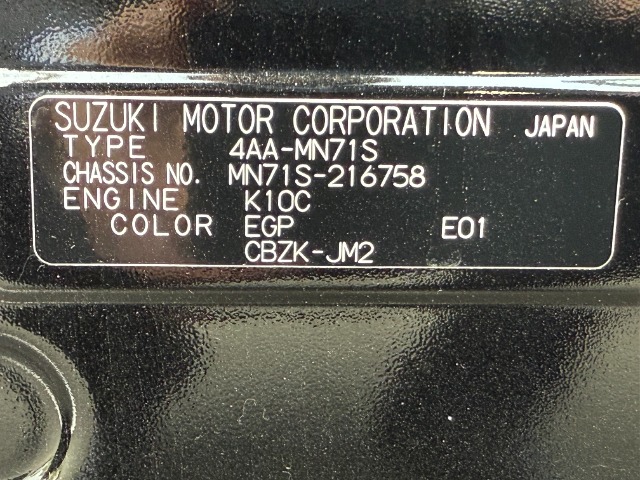 SUZUKI MOTOR CORPORATION JAPAN
TYPE 4AA-MN71S
CHASSIS NO. MN71S-216758
ENGINE K10C
COLOR EGP E01
CBZK-JM2